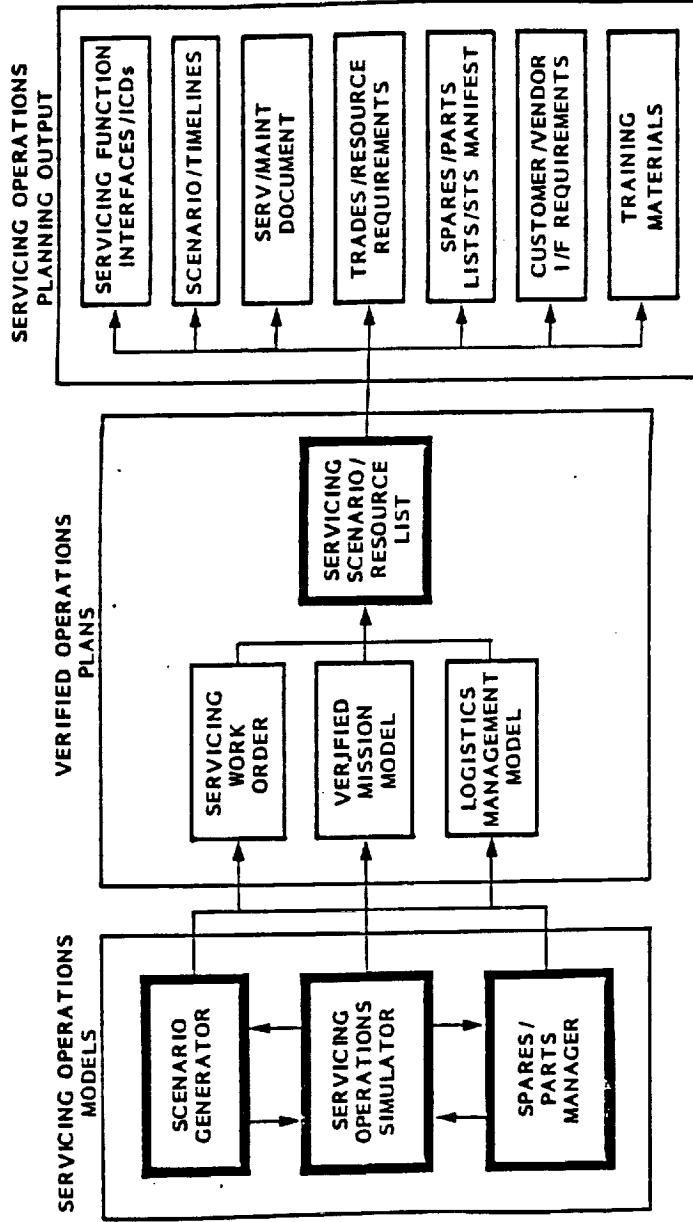 SERVICING OPERATIONS
MODELS
SCENARIO
GENERATOR
SERVICING
OPERATIONS
SIMULATOR
SPARES/
PARTS
MANAGER
VERIFIED OPERATIONS
PLANS
SERVICING
WORK
ORDER
VERIFIED
MISSION
MODEL
LOGISTICS
MANAGEMENT
MODEL
SERVICING
SCENARIO/
RESOURCE
LIST
SERVICING OPERATIONS
PLANNING OUTPUT
SERVICING FUNCTION
INTERFACES/ICDs
SCENARIO/TIMELINES
SERV/MAINT
DOCUMENT
TRADES/RESOURCE
REQUIREMENTS
SPARES/PARTS
LISTS/STS MANIFEST
CUSTOMER/VENDOR
I/F REQUIREMENTS
TRAINING
MATERIALS